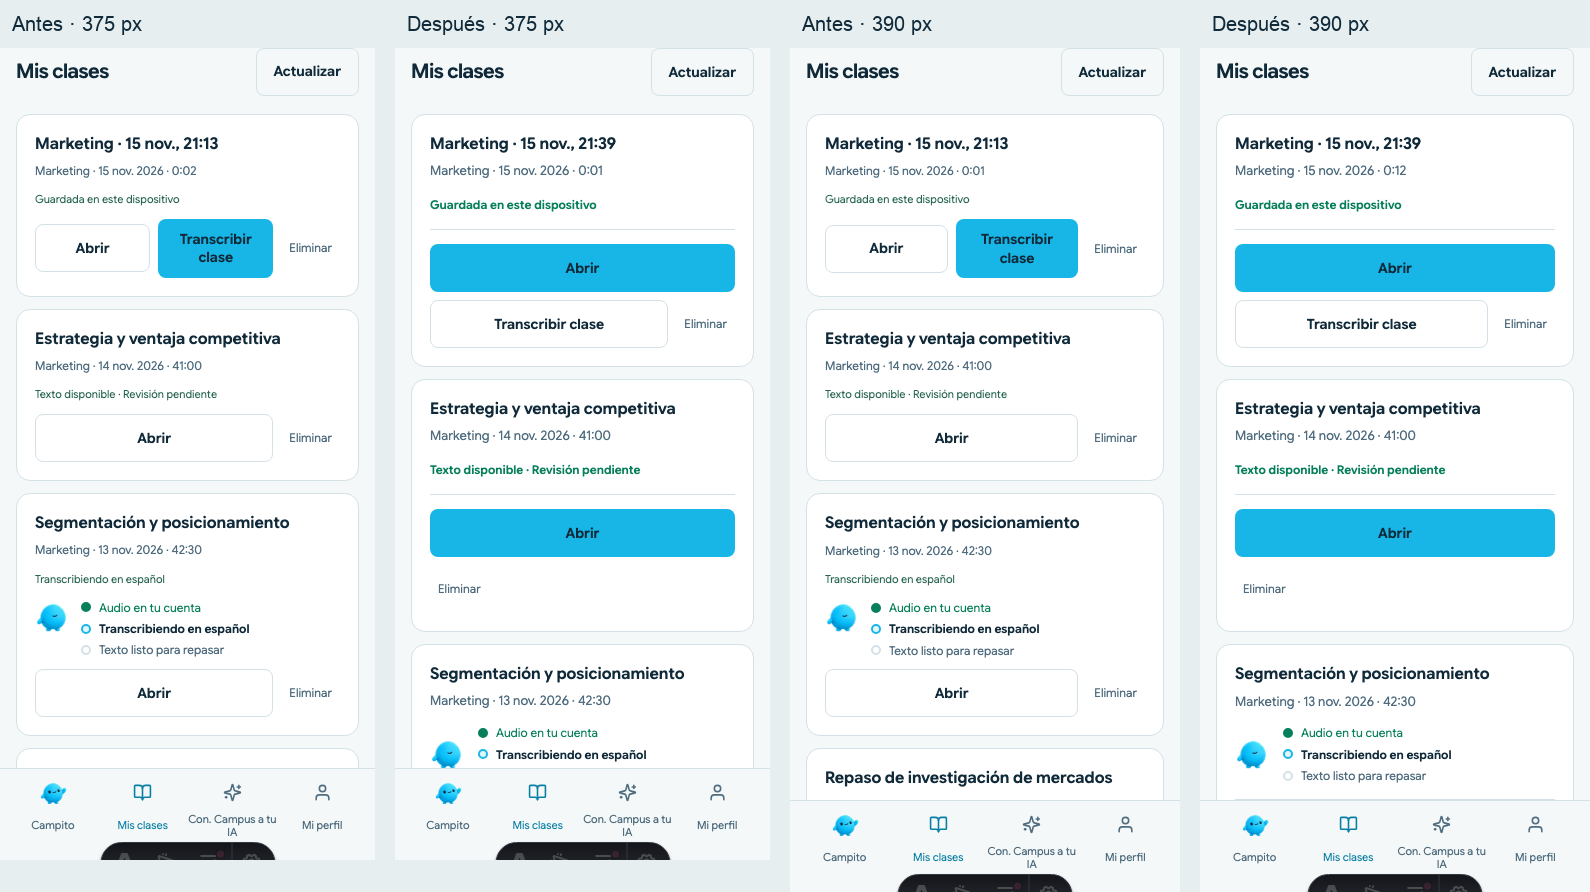 Antes · 375 px
Mis clases
Actualizar
Marketing · 15 nov., 21:13
Marketing · 15 nov. 2026 · 0:02
Guardada en este dispositivo
Abrir
Transcribir
clase
Eliminar
Estrategia y ventaja competitiva
Marketing · 14 nov. 2026 · 41:00
Texto disponible · Revisión pendiente
Abrir
Eliminar
Segmentación y posicionamiento
Marketing · 13 nov. 2026 · 42:30
Transcribiendo en español
Audio en tu cuenta
Transcribiendo en español
Texto listo para repasar
Abrir
Eliminar
Campito
Mis clases
Con. Campus a tu
IA
Mi perfil
Después · 375 px
Mis clases
Actualizar
Marketing · 15 nov., 21:39
Marketing · 15 nov. 2026 · 0:01
Guardada en este dispositivo
Abrir
Transcribir clase
Eliminar
Estrategia y ventaja competitiva
Marketing · 14 nov. 2026 · 41:00
Texto disponible · Revisión pendiente
Abrir
Eliminar
Segmentación y posicionamiento
Marketing · 13 nov. 2026 · 42:30
Audio en tu cuenta
Transcribiendo en español
Campito
Mis clases
Con. Campus a tu
IA
Mi perfil
Antes · 390 px
Mis clases
Actualizar
Marketing · 15 nov., 21:13
Marketing · 15 nov. 2026 · 0:01
Guardada en este dispositivo
Abrir
Transcribir
clase
Eliminar
Estrategia y ventaja competitiva
Marketing · 14 nov. 2026 · 41:00
Texto disponible · Revisión pendiente
Abrir
Eliminar
Segmentación y posicionamiento
Marketing · 13 nov. 2026 · 42:30
Transcribiendo en español
Audio en tu cuenta
Transcribiendo en español
Texto listo para repasar
Abrir
Eliminar
Repaso de investigación de mercados
Campito
Mis clases
Con. Campus a tu
IA
Mi perfil
Después · 390 px
Mis clases
Actualizar
Marketing · 15 nov., 21:39
Marketing · 15 nov. 2026 · 0:12
Guardada en este dispositivo
Abrir
Transcribir clase
Eliminar
Estrategia y ventaja competitiva
Marketing · 14 nov. 2026 · 41:00
Texto disponible · Revisión pendiente
Abrir
Eliminar
Segmentación y posicionamiento
Marketing · 13 nov. 2026 · 42:30
Audio en tu cuenta
Transcribiendo en español
Texto listo para repasar
Campito
Mis clases
Con. Campus a tu
IA
Mi perfil